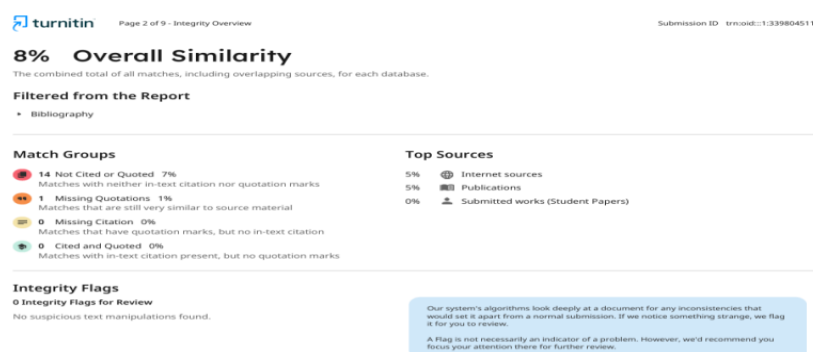 turnitin Page 2 of 9 - Integrity Overview Submission ID trn:oid:::1:339804511
8% Overall Similarity
The combined total of all matches, including overlapping sources, for each database.
Filtered from the Report
Bibliography
Match Groups
14 Not Cited or Quoted 7%
Matches with neither in-text citation nor quotation marks
1 Missing Quotations 1%
Matches that are still very similar to source material
0 Missing Citation 0%
Matches that have quotation marks, but no in-text citation
0 Cited and Quoted 0%
Matches with in-text citation present, but no quotation marks
Top Sources
5% Internet sources
5% Publications
0% Submitted works (Student Papers)
Integrity Flags
0 Integrity Flags for Review
No suspicious text manipulations found.
Our system's algorithms look deeply at a document for any inconsistencies that
would set it apart from a normal submission. If we notice something strange, we flag
it for you to review.
A Flag is not necessarily an indicator of a problem. However, we'd recommend you
focus your attention there for further review.